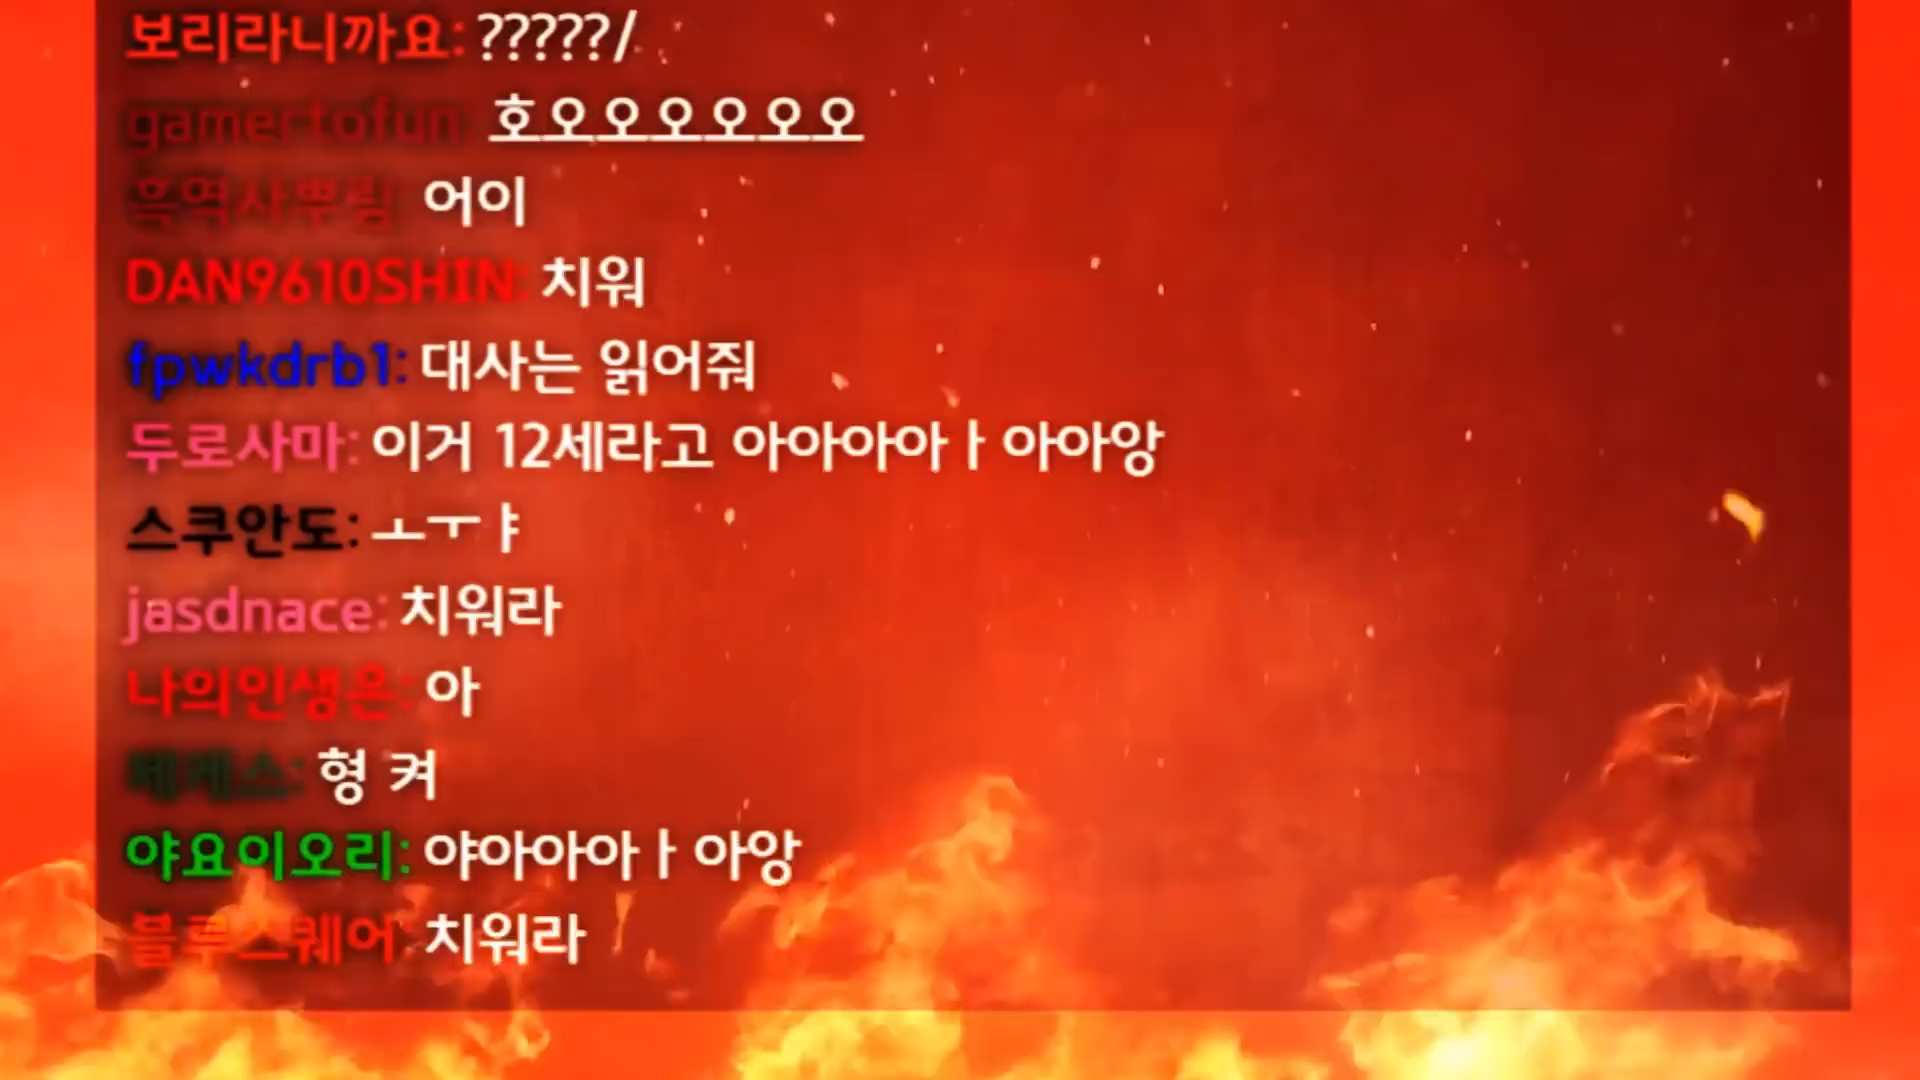 보리라니까요: ?????/
gamertofun: 호오오오오오오
흑역사뿌림: 어이
DAN9610SHIN: 치워
fpwkdrb1: 대사는 읽어줘
두로사마: 이거 12세라고 아아아아ㅏ아아앙
스쿠안도: ㅗㅜㅑ
jasdnace: 치워라
나의인생은: 아
형 켜
야요이오리: 야아아아ㅏ아앙
블루스퀘어: 치워라